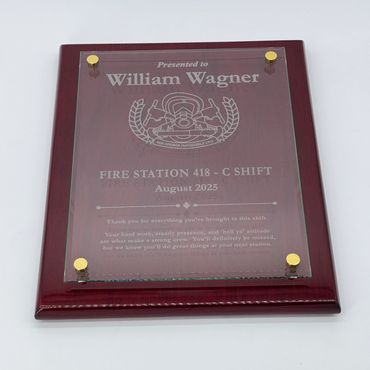 Presented to
William Wagner
FIRE STATION 418 - C SHIFT
August 2025
Thank you for everything you've brought to this shift.
Your hard work, steady presence, and 'hell ya' attitude
are what make a strong crew. You'll definitely be missed,
but we know you'll do great things at your next station.